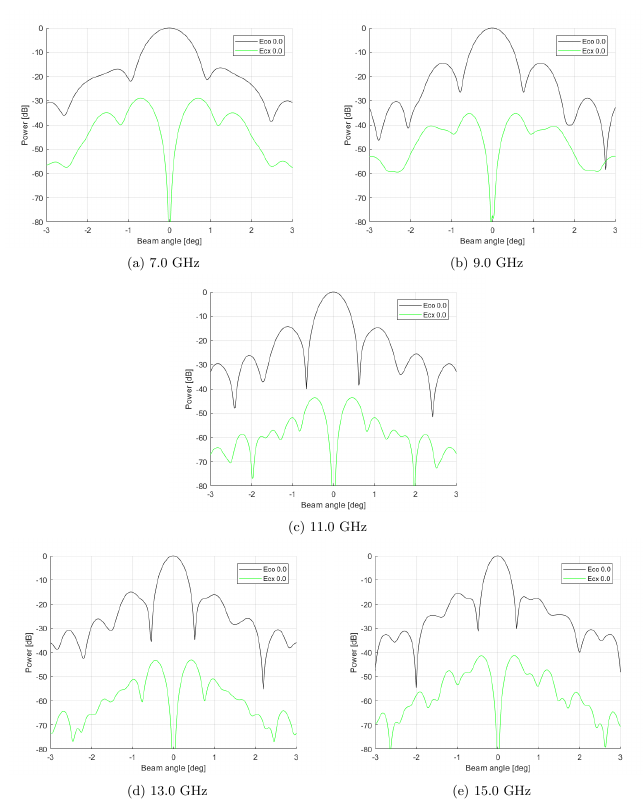 0
-10
-20
-30
-40
-50
-60
-70
-80
Power [dB]
Eco 0.0
Ecx 0.0
-3 -2 -1 0 1 2 3
Beam angle [deg]
(a) 7.0 GHz
0
-10
-20
-30
-40
-50
-60
-70
-80
Power [dB]
Eco 0.0
Ecx 0.0
-3 -2 -1 0 1 2 3
Beam angle [deg]
(b) 9.0 GHz
0
-10
-20
-30
-40
-50
-60
-70
-80
Power [dB]
Eco 0.0
Ecx 0.0
-3 -2 -1 0 1 2 3
Beam angle [deg]
(c) 11.0 GHz
0
-10
-20
-30
-40
-50
-60
-70
-80
Power [dB]
Eco 0.0
Ecx 0.0
-3 -2 -1 0 1 2 3
Beam angle [deg]
(d) 13.0 GHz
0
-10
-20
-30
-40
-50
-60
-70
-80
Power [dB]
Eco 0.0
Ecx 0.0
-3 -2 -1 0 1 2 3
Beam angle [deg]
(e) 15.0 GHz